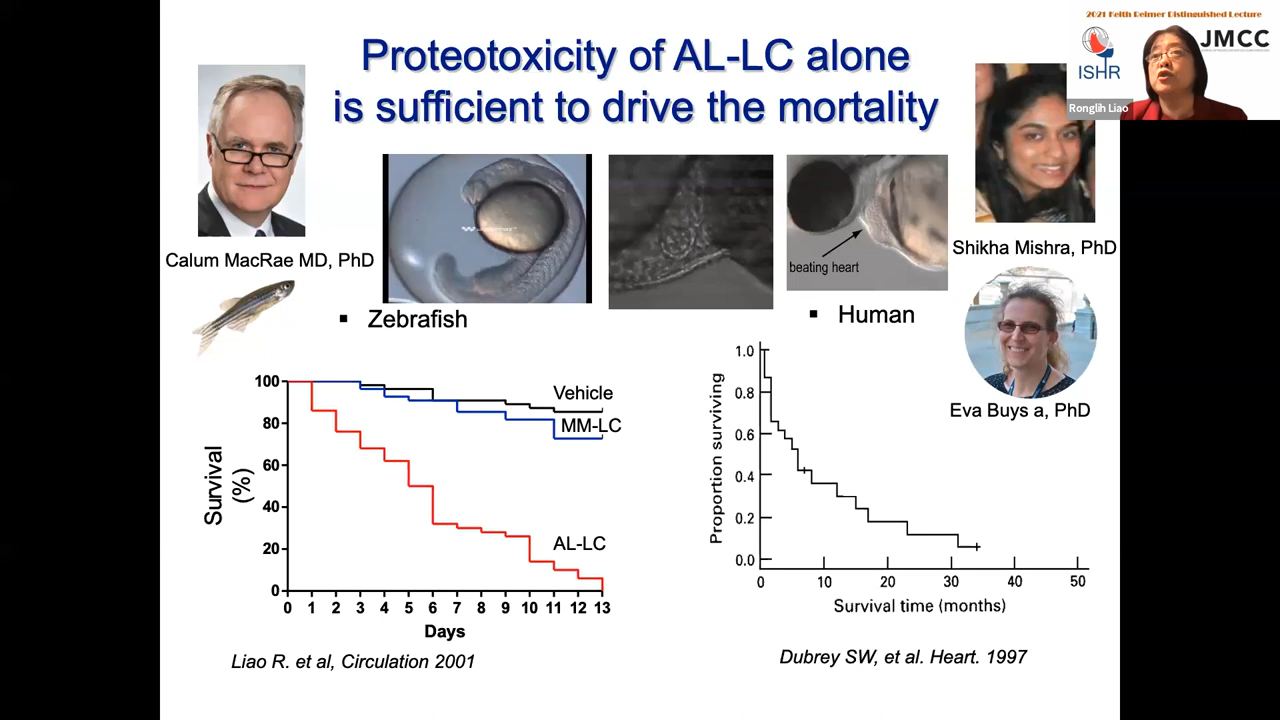 Proteotoxicity of AL-LC alone
is sufficient to drive the mortality
2021 Keith Reimer Distinguished Lecture
ISHR
JMCC
Ronglih Liao
Calum MacRae MD, PhD
beating heart
Shikha Mishra, PhD
▪ Zebrafish
▪ Human
Eva Buys a, PhD
Survival
(%)
100
80
60
40
20
0
Vehicle
MM-LC
AL-LC
0 1 2 3 4 5 6 7 8 9 10 11 12 13
Days
Liao R. et al, Circulation 2001
Proportion surviving
1.0
0.8
0.6
0.4
0.2
0.0
0 10 20 30 40 50
Survival time (months)
Dubrey SW, et al. Heart. 1997